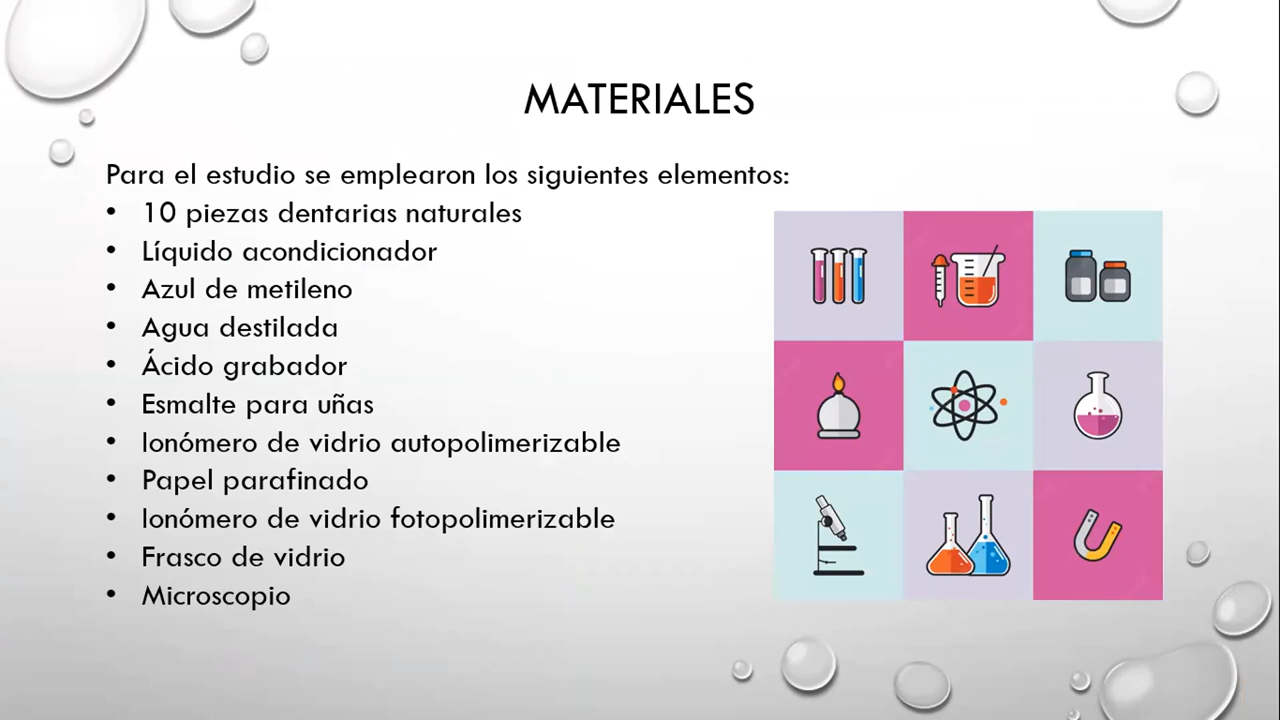 MATERIALES
Para el estudio se emplearon los siguientes elementos:
• 10 piezas dentarias naturales
• Líquido acondicionador
• Azul de metileno
• Agua destilada
• Ácido grabador
• Esmalte para uñas
• Ionómero de vidrio autopolimerizable
• Papel parafinado
• Ionómero de vidrio fotopolimerizable
• Frasco de vidrio
• Microscopio